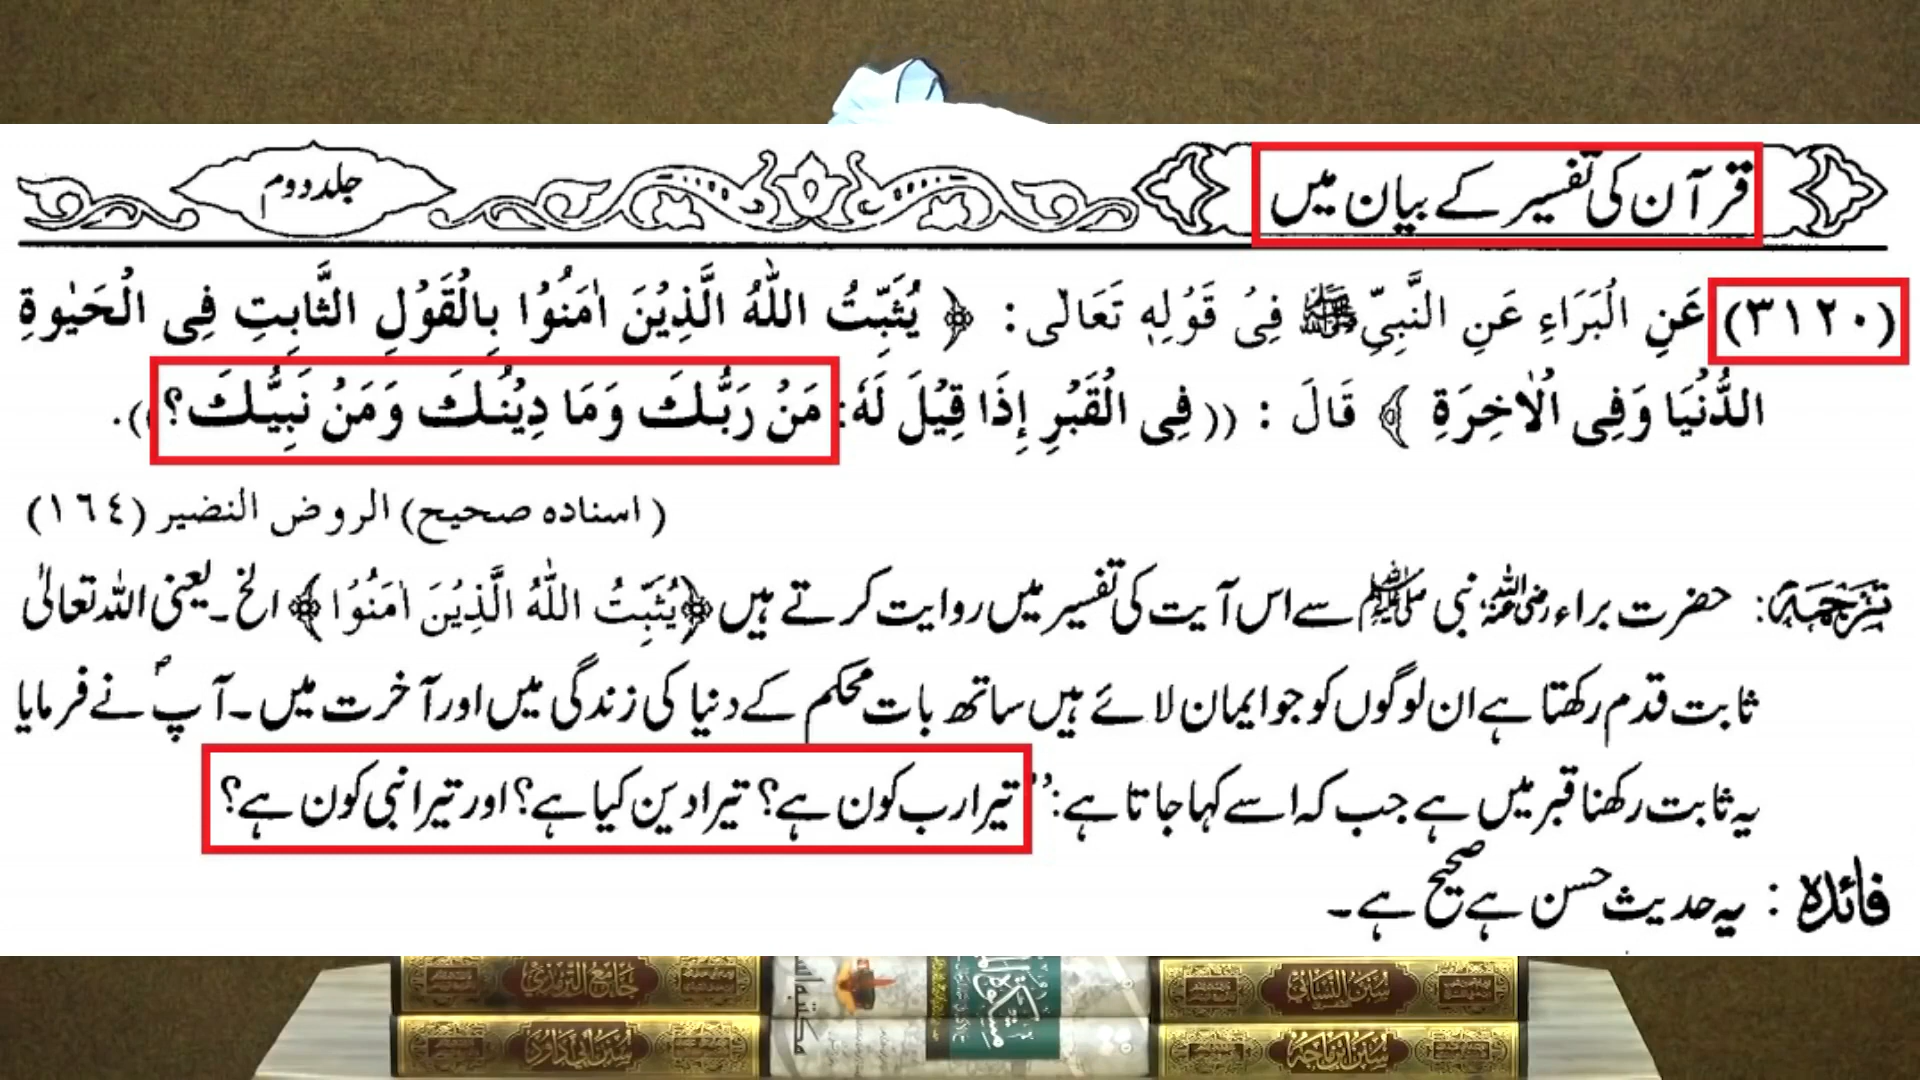 قرآن کی تفسیر کے بیان میں
جلد دوم
(٣١٢٠) عَنِ الْبَرَاءِ عَنِ النَّبِيِّ ﷺ فِىْ قَوْلِهٖ تَعَالٰى : ﴿ يُثَبِّتُ اللّٰهُ الَّذِيْنَ اٰمَنُوْا بِالْقَوْلِ الثَّابِتِ فِى الْحَيٰوةِ
الدُّنْيَا وَفِى الْاٰخِرَةِ ﴾ قَالَ : (( فِى الْقَبْرِ إِذَا قِيْلَ لَهٗ: مَنْ رَبُّكَ وَمَا دِيْنُكَ وَمَنْ نَبِيُّكَ؟)).
(اسناده صحيح) الروض النضير (١٦٤)
ترجمہ: حضرت براء رضی اللہ عنہ نبی ﷺ سے اس آیت کی تفسیر میں روایت کرتے ہیں ﴿يُثَبِّتُ اللّٰهُ الَّذِيْنَ اٰمَنُوْا﴾ الخ۔ یعنی اللہ تعالیٰ
ثابت قدم رکھتا ہے ان لوگوں کو جو ایمان لائے ہیں ساتھ بات محکم کے دنیا کی زندگی میں اور آخرت میں۔ آپؐ نے فرمایا
یہ ثابت رکھنا قبر میں ہے جب کہ اسے کہا جاتا ہے: ’’تیرا رب کون ہے؟ تیرا دین کیا ہے؟ اور تیرا نبی کون ہے؟
فائدہ : یہ حدیث حسن ہے صحیح ہے۔
جامع الترمذي
سنن النسائي
سنن ابي داود
مشكوة
مكتبه
سنن ابن ماجه